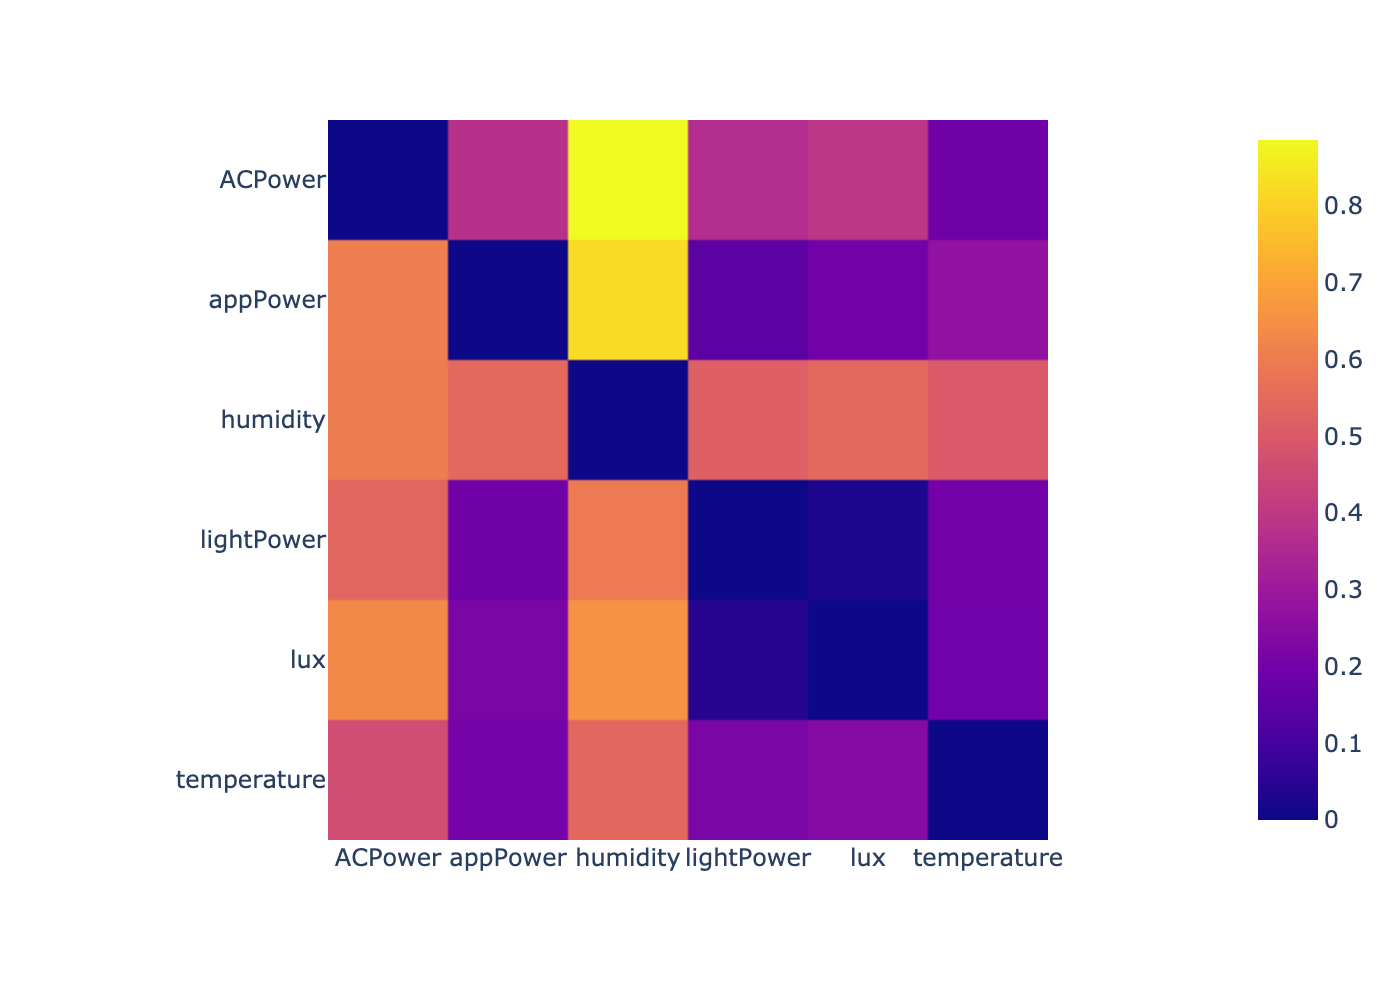 ACPower
appPower
humidity
lightPower
lux
temperature
ACPower appPower humidity lightPower lux temperature
0.8
0.7
0.6
0.5
0.4
0.3
0.2
0.1
0